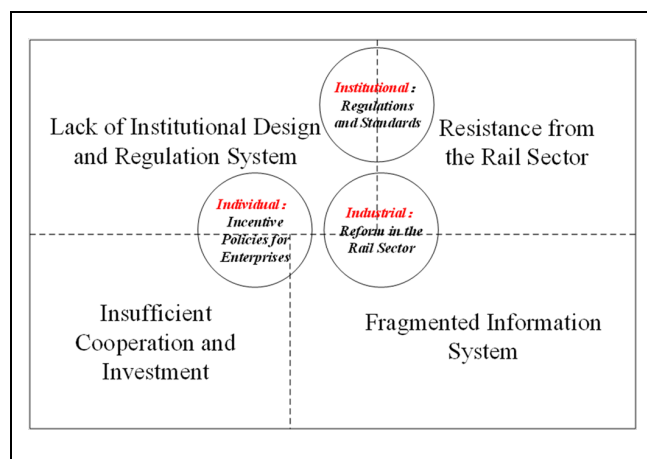 Institutional :
Regulations
and Standards
Lack of Institutional Design
and Regulation System
Resistance from
the Rail Sector
Individual :
Incentive
Policies for
Enterprises
Industrial :
Reform in the
Rail Sector
Insufficient
Cooperation and
Investment
Fragmented Information
System